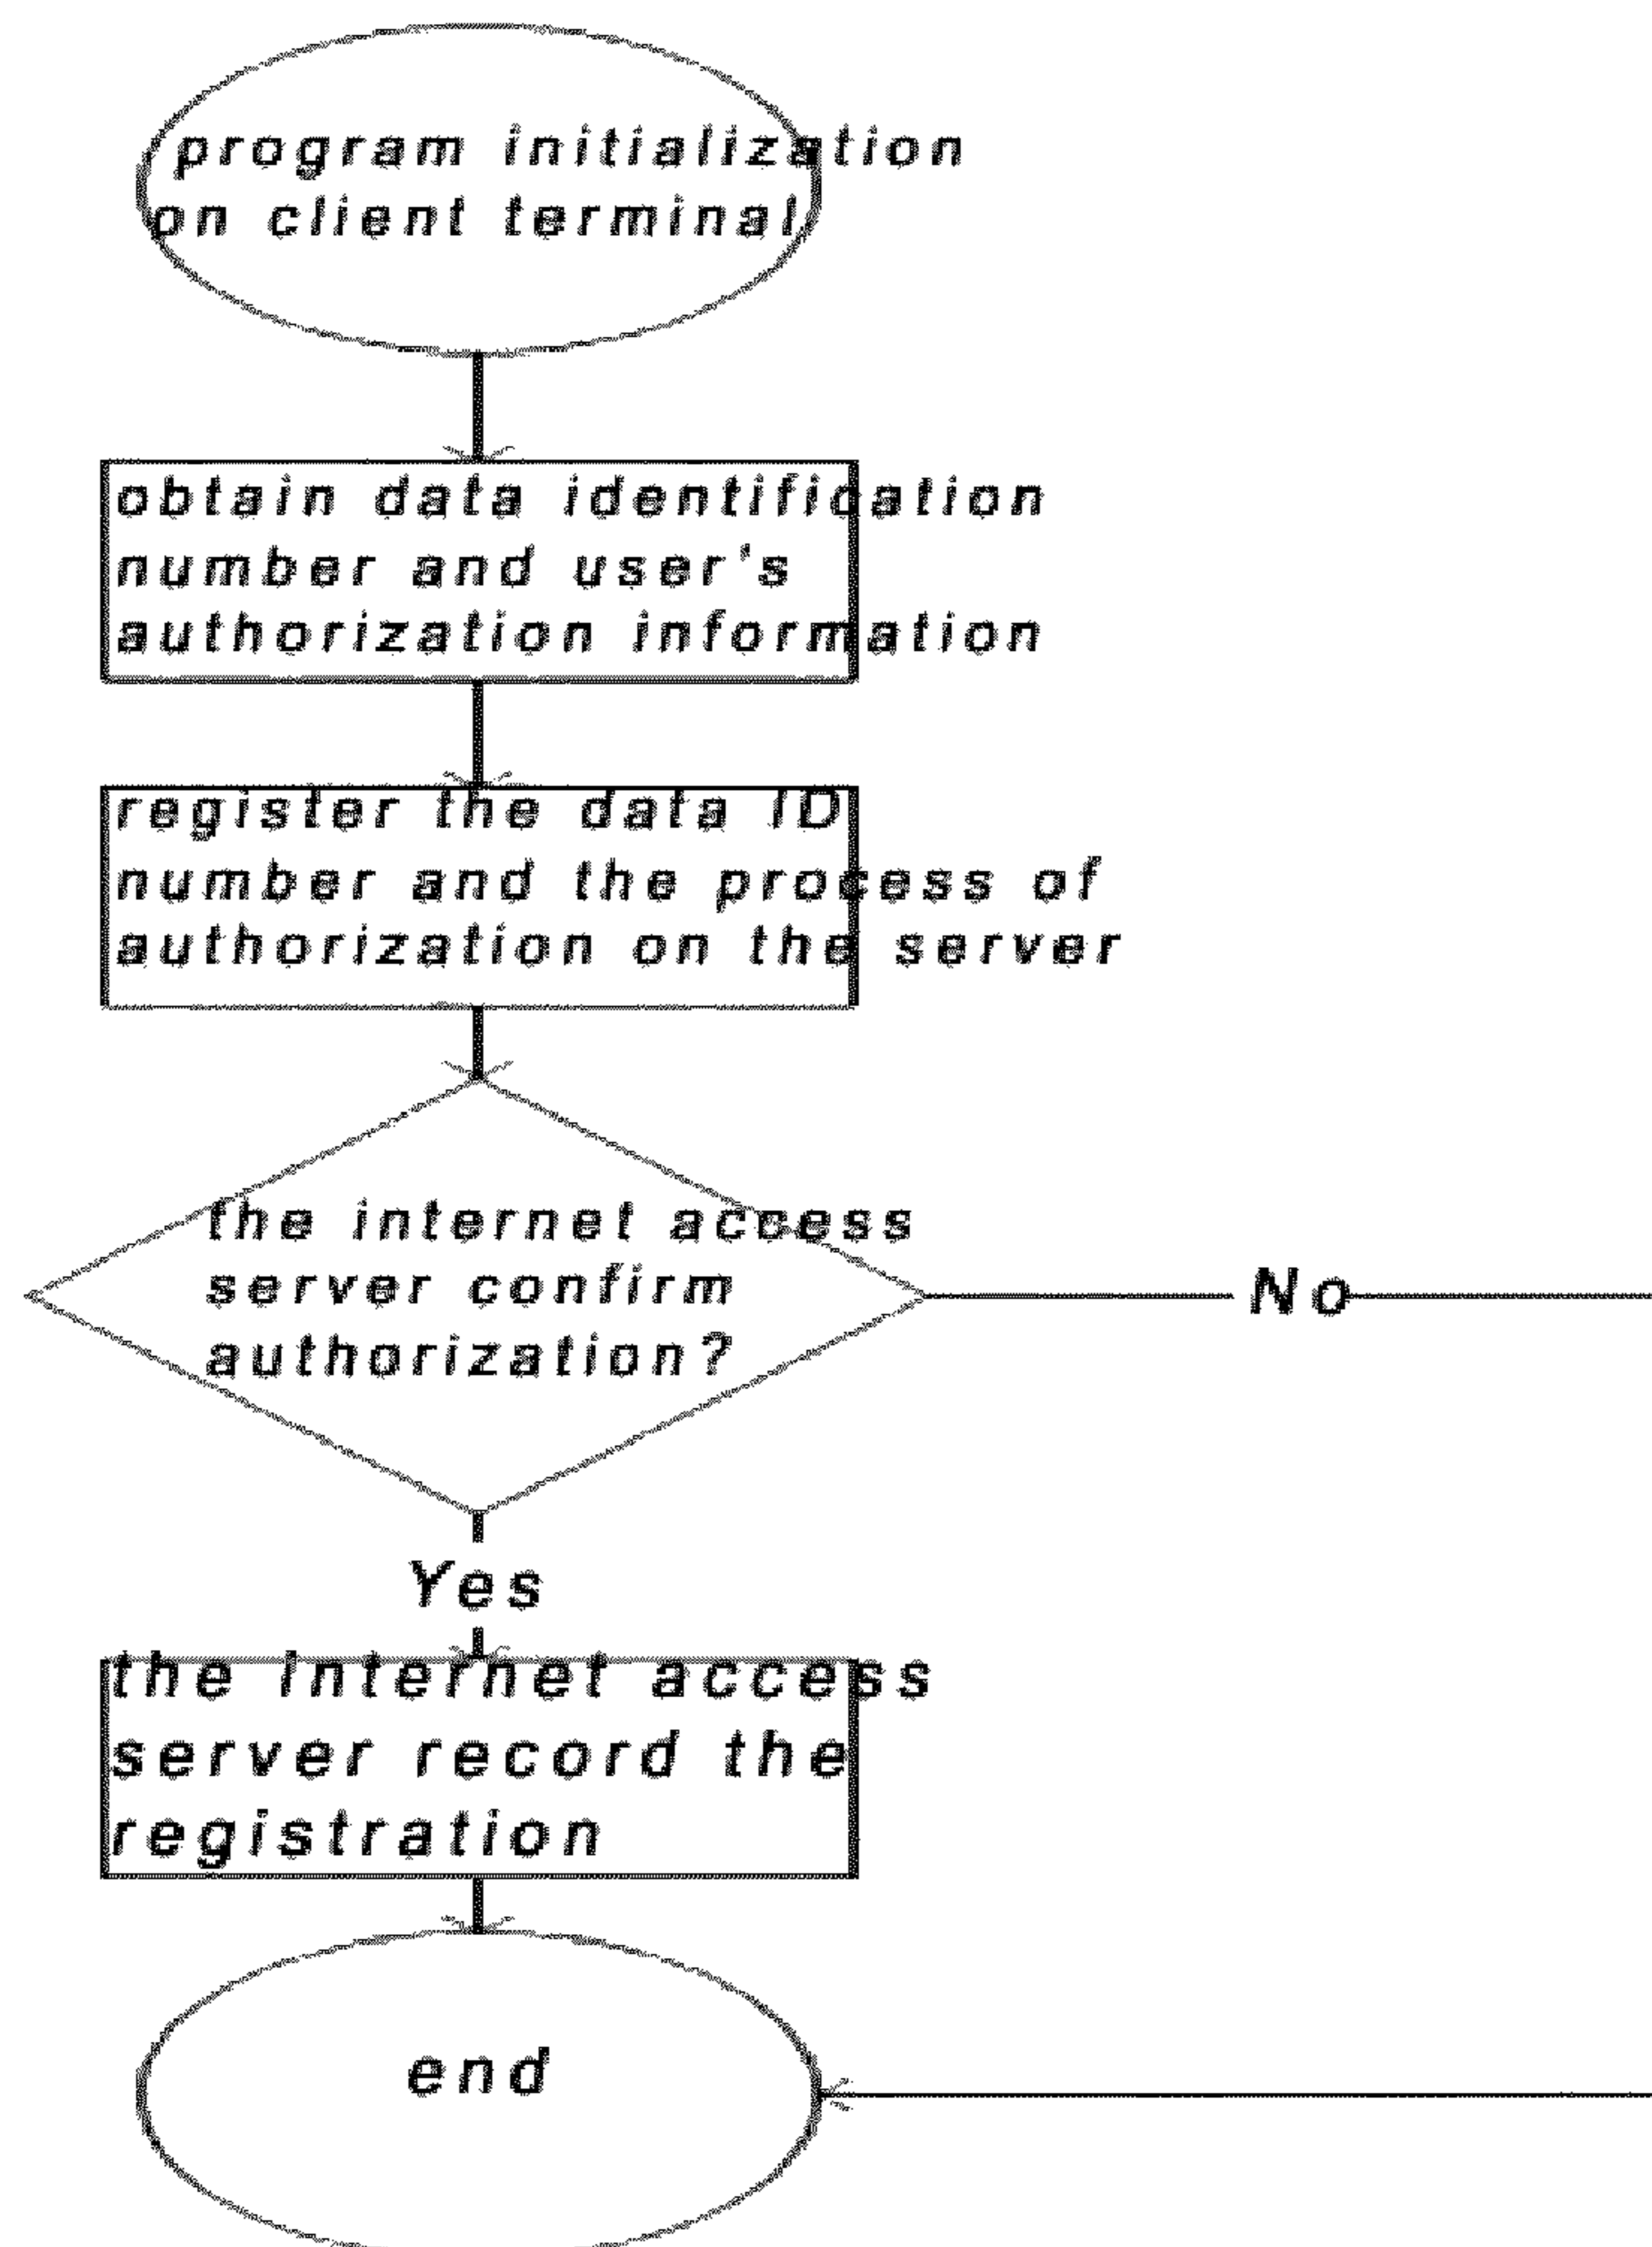 program initialization
on client terminal
obtain data identification
number and user's
authorization information
register the data ID
number and the process of
authorization on the server
the internet access
server confirm
authorization?
No
Yes
the Internet access
server record the
registration
end